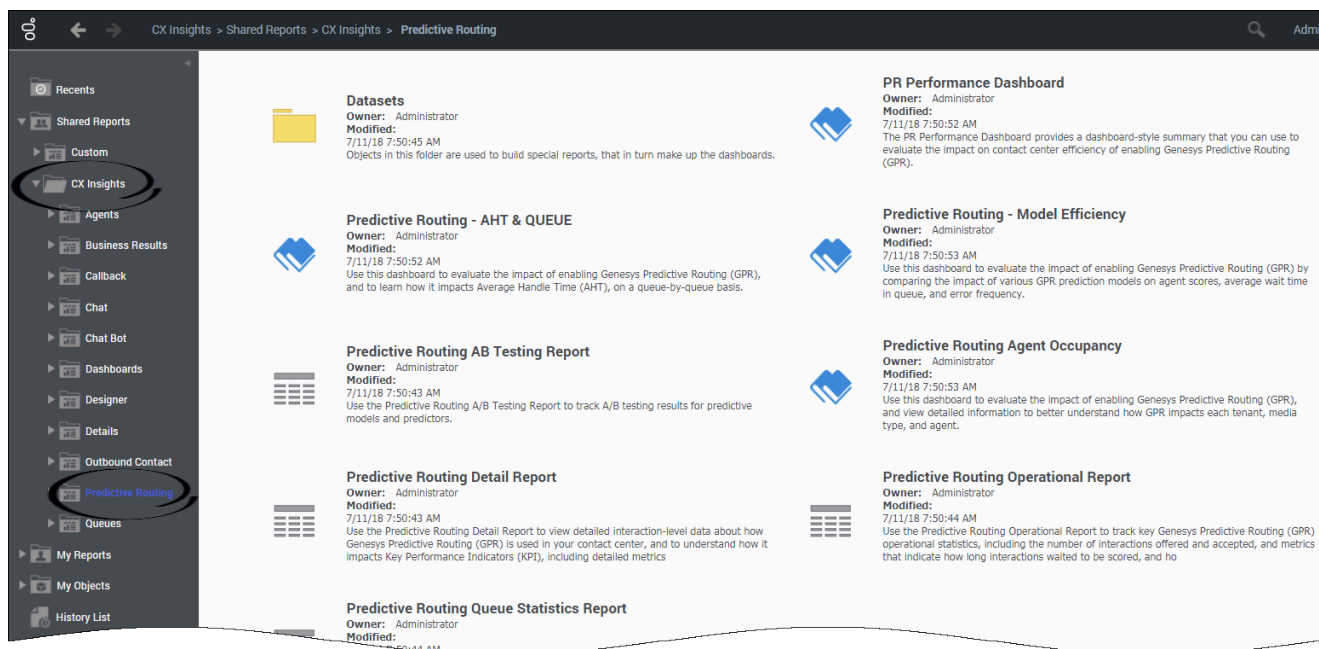 CX Insights > Shared Reports > CX Insights > Predictive Routing
Admi
Recents
Shared Reports
Custom
CX Insights
Agents
Business Results
Callback
Chat
Chat Bot
Dashboards
Designer
Details
Outbound Contact
Predictive Routing
Queues
My Reports
My Objects
History List
Datasets
Owner: Administrator
Modified:
7/11/18 7:50:45 AM
Objects in this folder are used to build special reports, that in turn make up the dashboards.
PR Performance Dashboard
Owner: Administrator
Modified:
7/11/18 7:50:52 AM
The PR Performance Dashboard provides a dashboard-style summary that you can use to
evaluate the impact on contact center efficiency of enabling Genesys Predictive Routing
(GPR).
Predictive Routing - AHT & QUEUE
Owner: Administrator
Modified:
7/11/18 7:50:52 AM
Use this dashboard to evaluate the impact of enabling Genesys Predictive Routing (GPR),
and to learn how it impacts Average Handle Time (AHT), on a queue-by-queue basis.
Predictive Routing - Model Efficiency
Owner: Administrator
Modified:
7/11/18 7:50:53 AM
Use this dashboard to evaluate the impact of enabling Genesys Predictive Routing (GPR) by
comparing the impact of various GPR prediction models on agent scores, average wait time
in queue, and error frequency.
Predictive Routing AB Testing Report
Owner: Administrator
Modified:
7/11/18 7:50:43 AM
Use the Predictive Routing A/B Testing Report to track A/B testing results for predictive
models and predictors.
Predictive Routing Agent Occupancy
Owner: Administrator
Modified:
7/11/18 7:50:53 AM
Use this dashboard to evaluate the impact of enabling Genesys Predictive Routing (GPR),
and view detailed information to better understand how GPR impacts each tenant, media
type, and agent.
Predictive Routing Detail Report
Owner: Administrator
Modified:
7/11/18 7:50:43 AM
Use the Predictive Routing Detail Report to view detailed interaction-level data about how
Genesys Predictive Routing (GPR) is used in your contact center, and to understand how it
impacts Key Performance Indicators (KPI), including detailed metrics
Predictive Routing Operational Report
Owner: Administrator
Modified:
7/11/18 7:50:44 AM
Use the Predictive Routing Operational Report to track key Genesys Predictive Routing (GPR)
operational statistics, including the number of interactions offered and accepted, and metrics
that indicate how long interactions waited to be scored, and ho
Predictive Routing Queue Statistics Report
Owner: Administrator
Modified:
AM